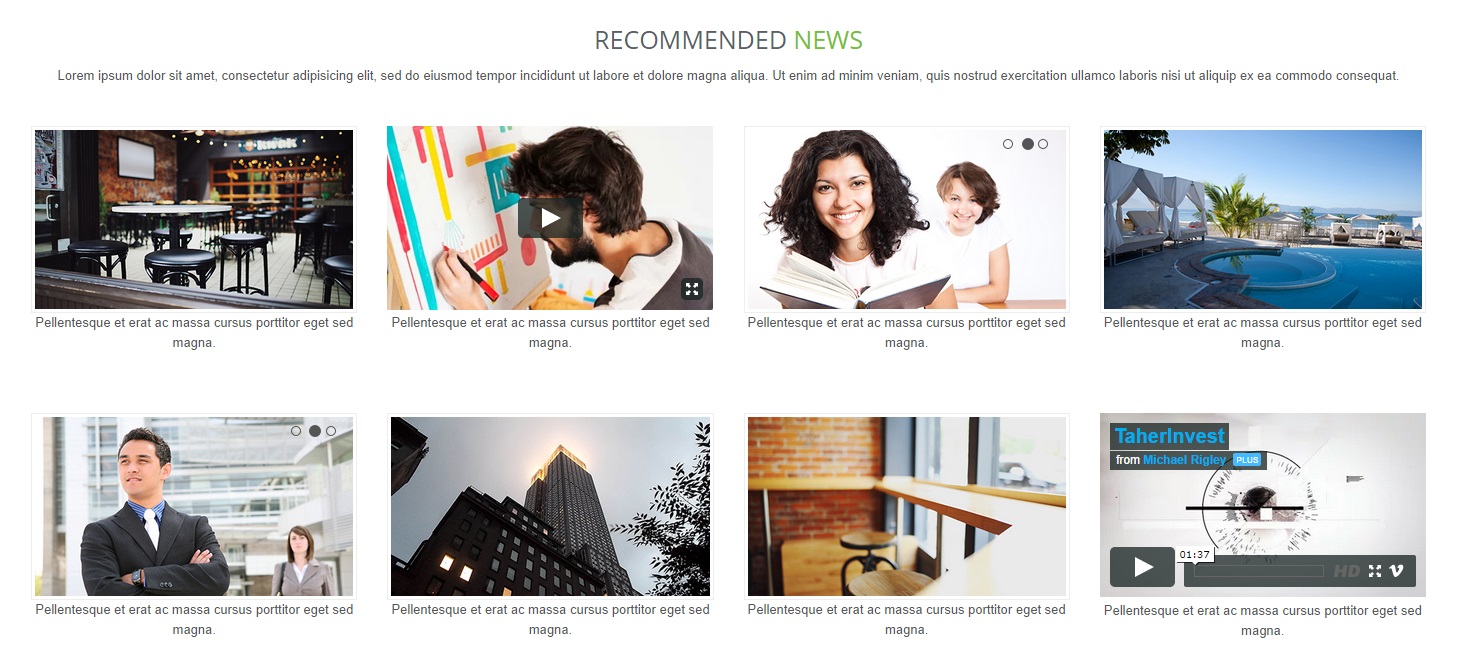 RECOMMENDED NEWS
Lorem ipsum dolor sit amet, consectetur adipisicing elit, sed do eiusmod tempor incididunt ut labore et dolore magna aliqua. Ut enim ad minim veniam, quis nostrud exercitation ullamco laboris nisi ut aliquip ex ea commodo consequat.
Pellentesque et erat ac massa cursus porttitor eget sed
magna.
Pellentesque et erat ac massa cursus porttitor eget sed
magna.
Pellentesque et erat ac massa cursus porttitor eget sed
magna.
Pellentesque et erat ac massa cursus porttitor eget sed
magna.
Pellentesque et erat ac massa cursus porttitor eget sed
magna.
Pellentesque et erat ac massa cursus porttitor eget sed
magna.
Pellentesque et erat ac massa cursus porttitor eget sed
magna.
TaherInvest
from Michael Rigley PLUS
01:37
HD
Pellentesque et erat ac massa cursus porttitor eget sed
magna.